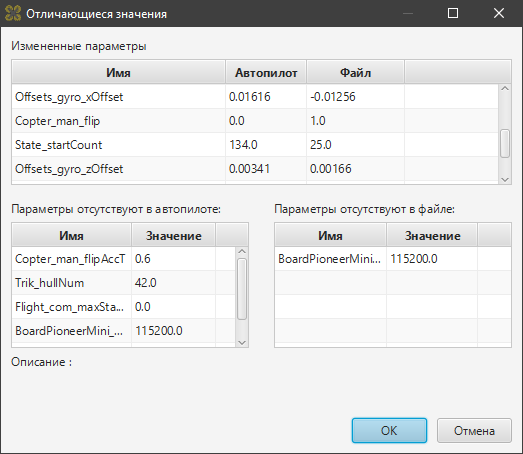 Отличающиеся значения
Измененные параметры
Имя Автопилот Файл
Offsets_gyro_xOffset 0.01616 -0.01256
Copter_man_flip 0.0 1.0
State_startCount 134.0 25.0
Offsets_gyro_zOffset 0.00341 0.00166
Параметры отсутствуют в автопилоте: Параметры отсутствуют в файле:
Имя Значение Имя Значение
Copter_man_flipAccT 0.6 BoardPioneerMini... 115200.0
Trik_hullNum 42.0
Flight_com_maxSta... 0.0
BoardPioneerMini_... 115200.0
Описание :
ОК Отмена